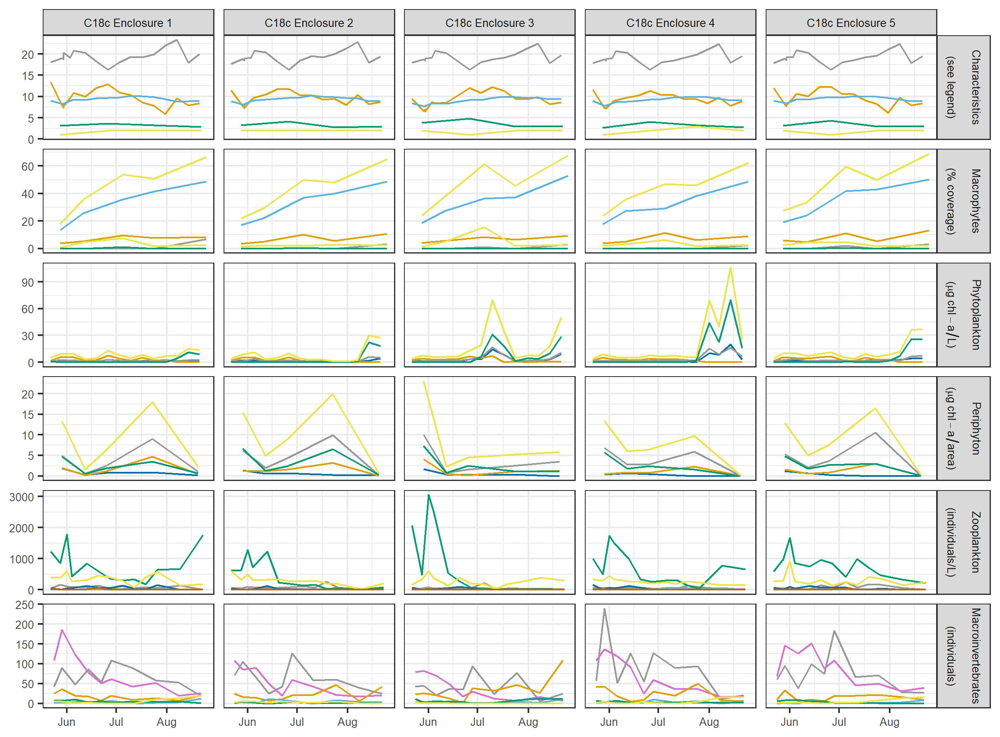 C18c Enclosure 1
C18c Enclosure 2
C18c Enclosure 3
C18c Enclosure 4
C18c Enclosure 5
20
15
10
5
0
Characteristics
(see legend)
60
40
20
0
Macrophytes
(% coverage)
90
60
30
0
Phytoplankton
(μg chl − a/L)
20
15
10
5
0
Periphyton
(μg chl − a/area)
3000
2000
1000
0
Zooplankton
(individuals/L)
250
200
150
100
50
0
Macroinvertebrates
(individuals)
Jun Jul Aug
Jun Jul Aug
Jun Jul Aug
Jun Jul Aug
Jun Jul Aug